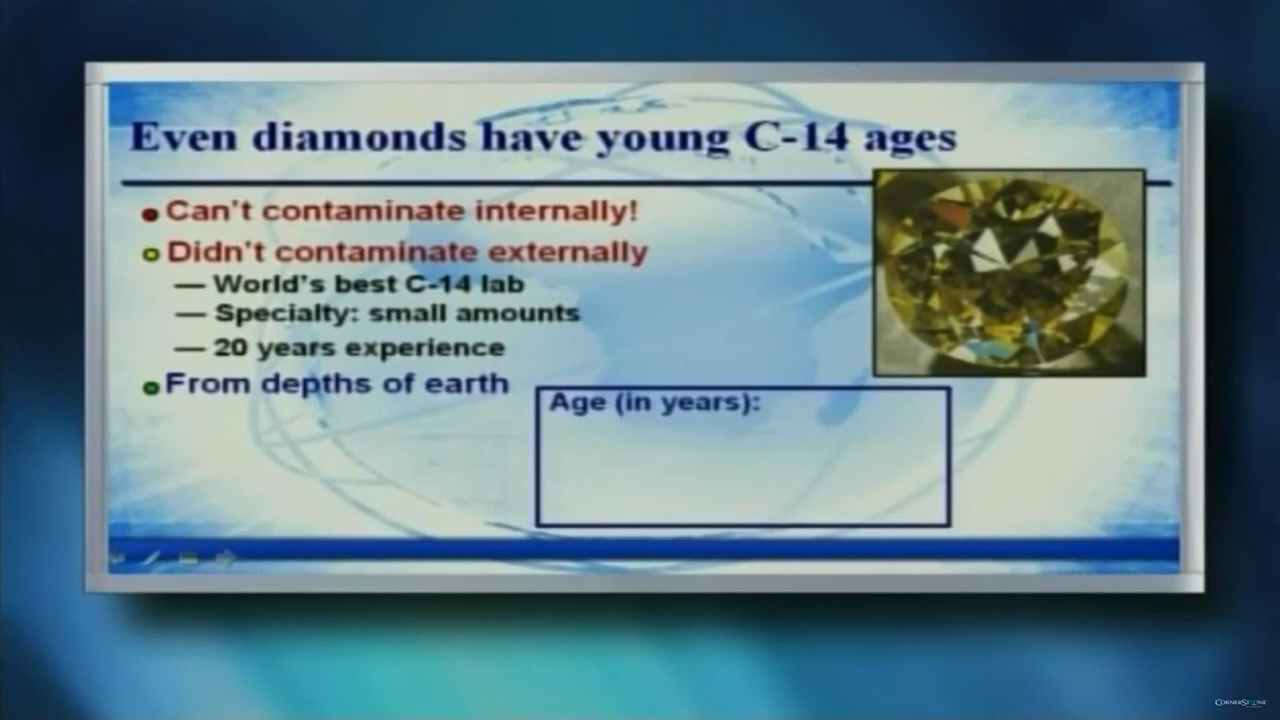 Even diamonds have young C-14 ages
Can't contaminate internally!
Didn't contaminate externally
— World's best C-14 lab
— Specialty: small amounts
— 20 years experience
From depths of earth
Age (in years):
CORNERSTONE